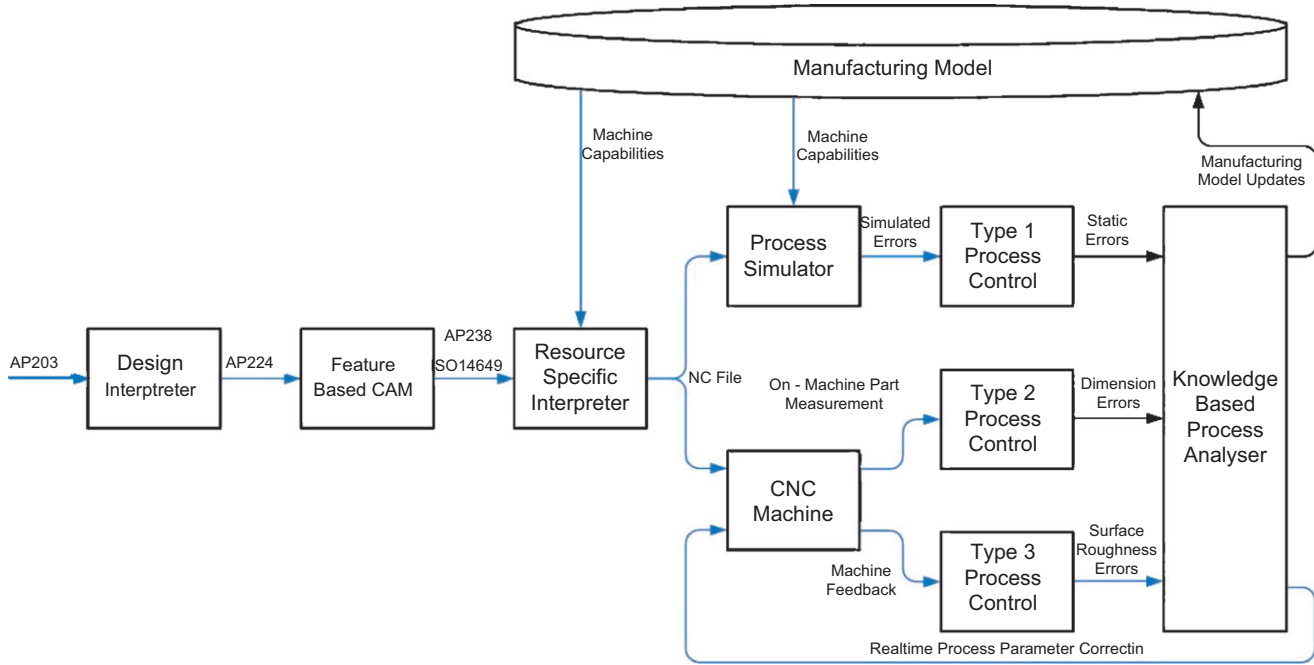 Manufacturing Model
Machine
Capabilities
Machine
Capabilities
Manufacturing
Model Updates
Process
Simulator
Simulated
Errors
Type 1
Process
Control
Static
Errors
AP203
Design
Interptreter
AP224
Feature
Based CAM
AP238
ISO14649
Resource
Specific
Interpreter
NC File
On - Machine Part
Measurement
Type 2
Process
Control
Dimension
Errors
Knowledge
Based
Process
Analyser
CNC
Machine
Machine
Feedback
Type 3
Process
Control
Surface
Roughness
Errors
Realtime Process Parameter Correctin